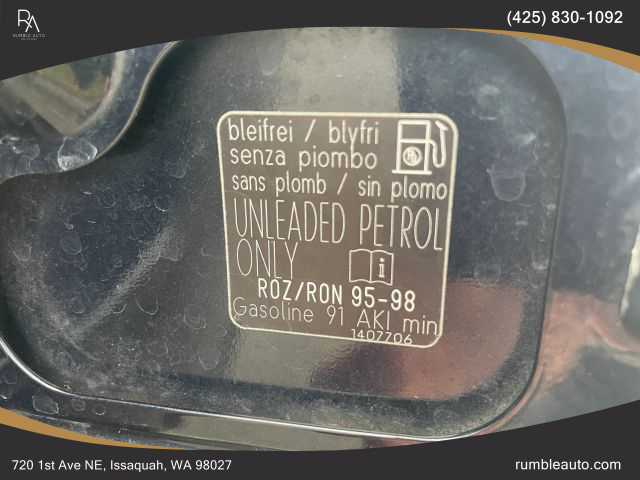 RA
RUMBLE AUTO
(425) 830-1092
bleifrei / blyfri
senza piombo
sans plomb / sin plomo
UNLEADED PETROL
ONLY
i
ROZ/RON 95-98
Gasoline 91 AKI min
1407706
720 1st Ave NE, Issaquah, WA 98027
rumbleauto.com